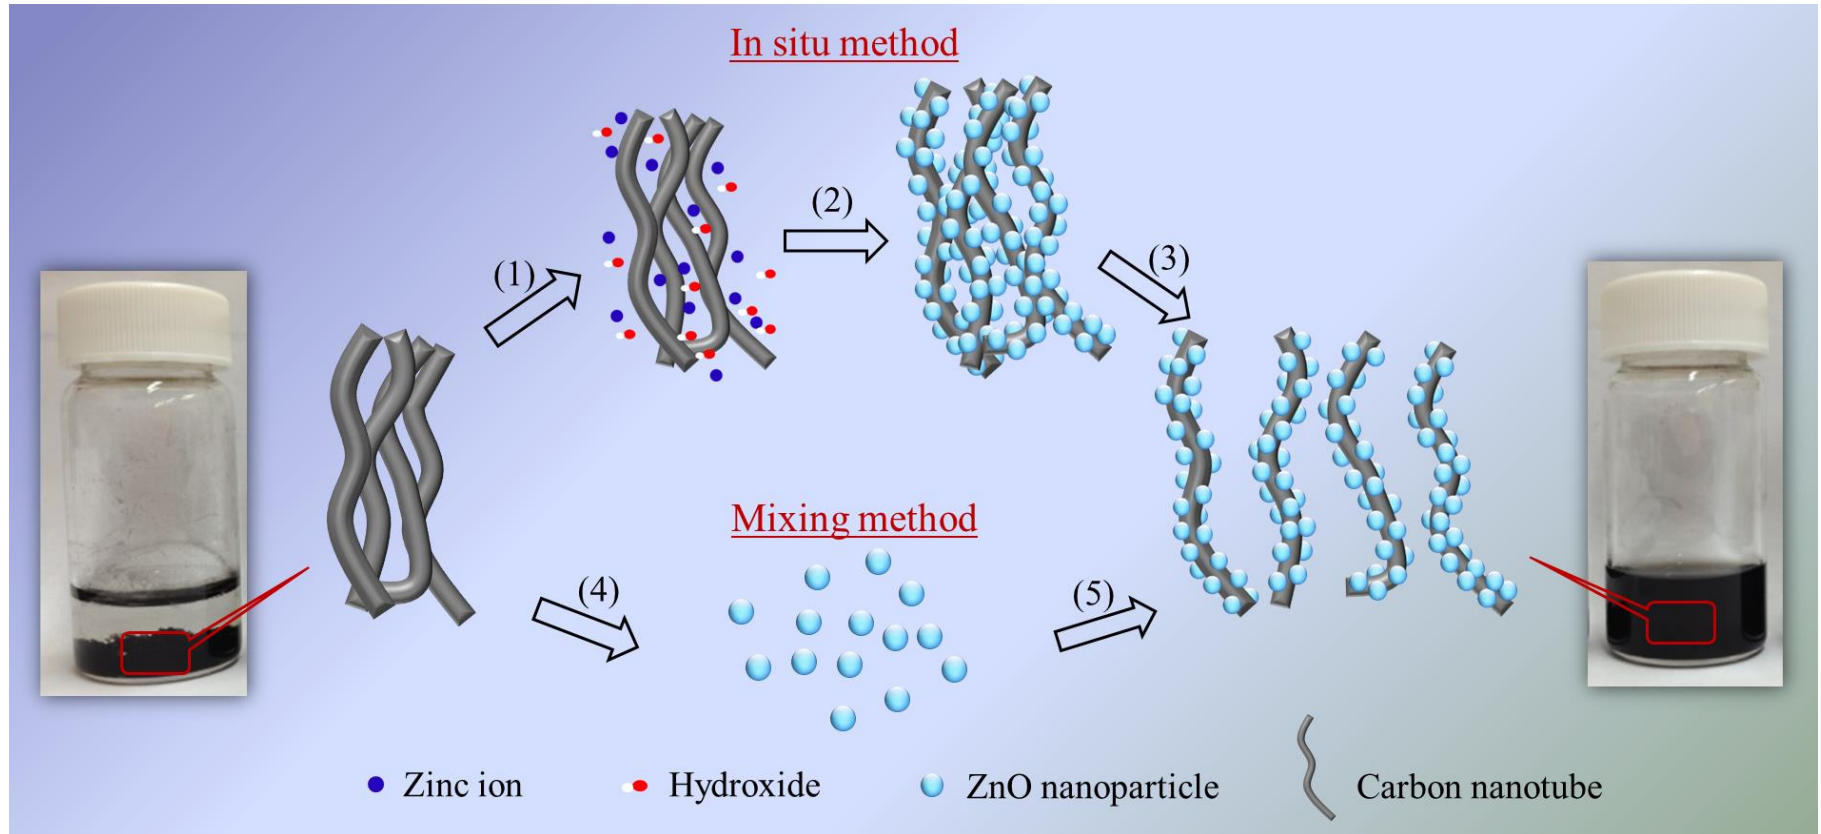 In situ method
(1)
(2)
(3)
Mixing method
(4)
(5)
Zinc ion
Hydroxide
ZnO nanoparticle
Carbon nanotube